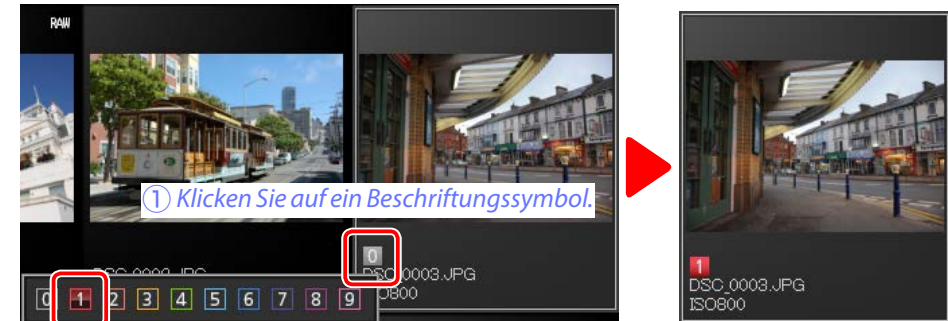 RAW
① Klicken Sie auf ein Beschriftungssymbol.
0
DSC_0003.JPG
ISO800
0 1 2 3 4 5 6 7 8 9
1
DSC_0003.JPG
ISO800